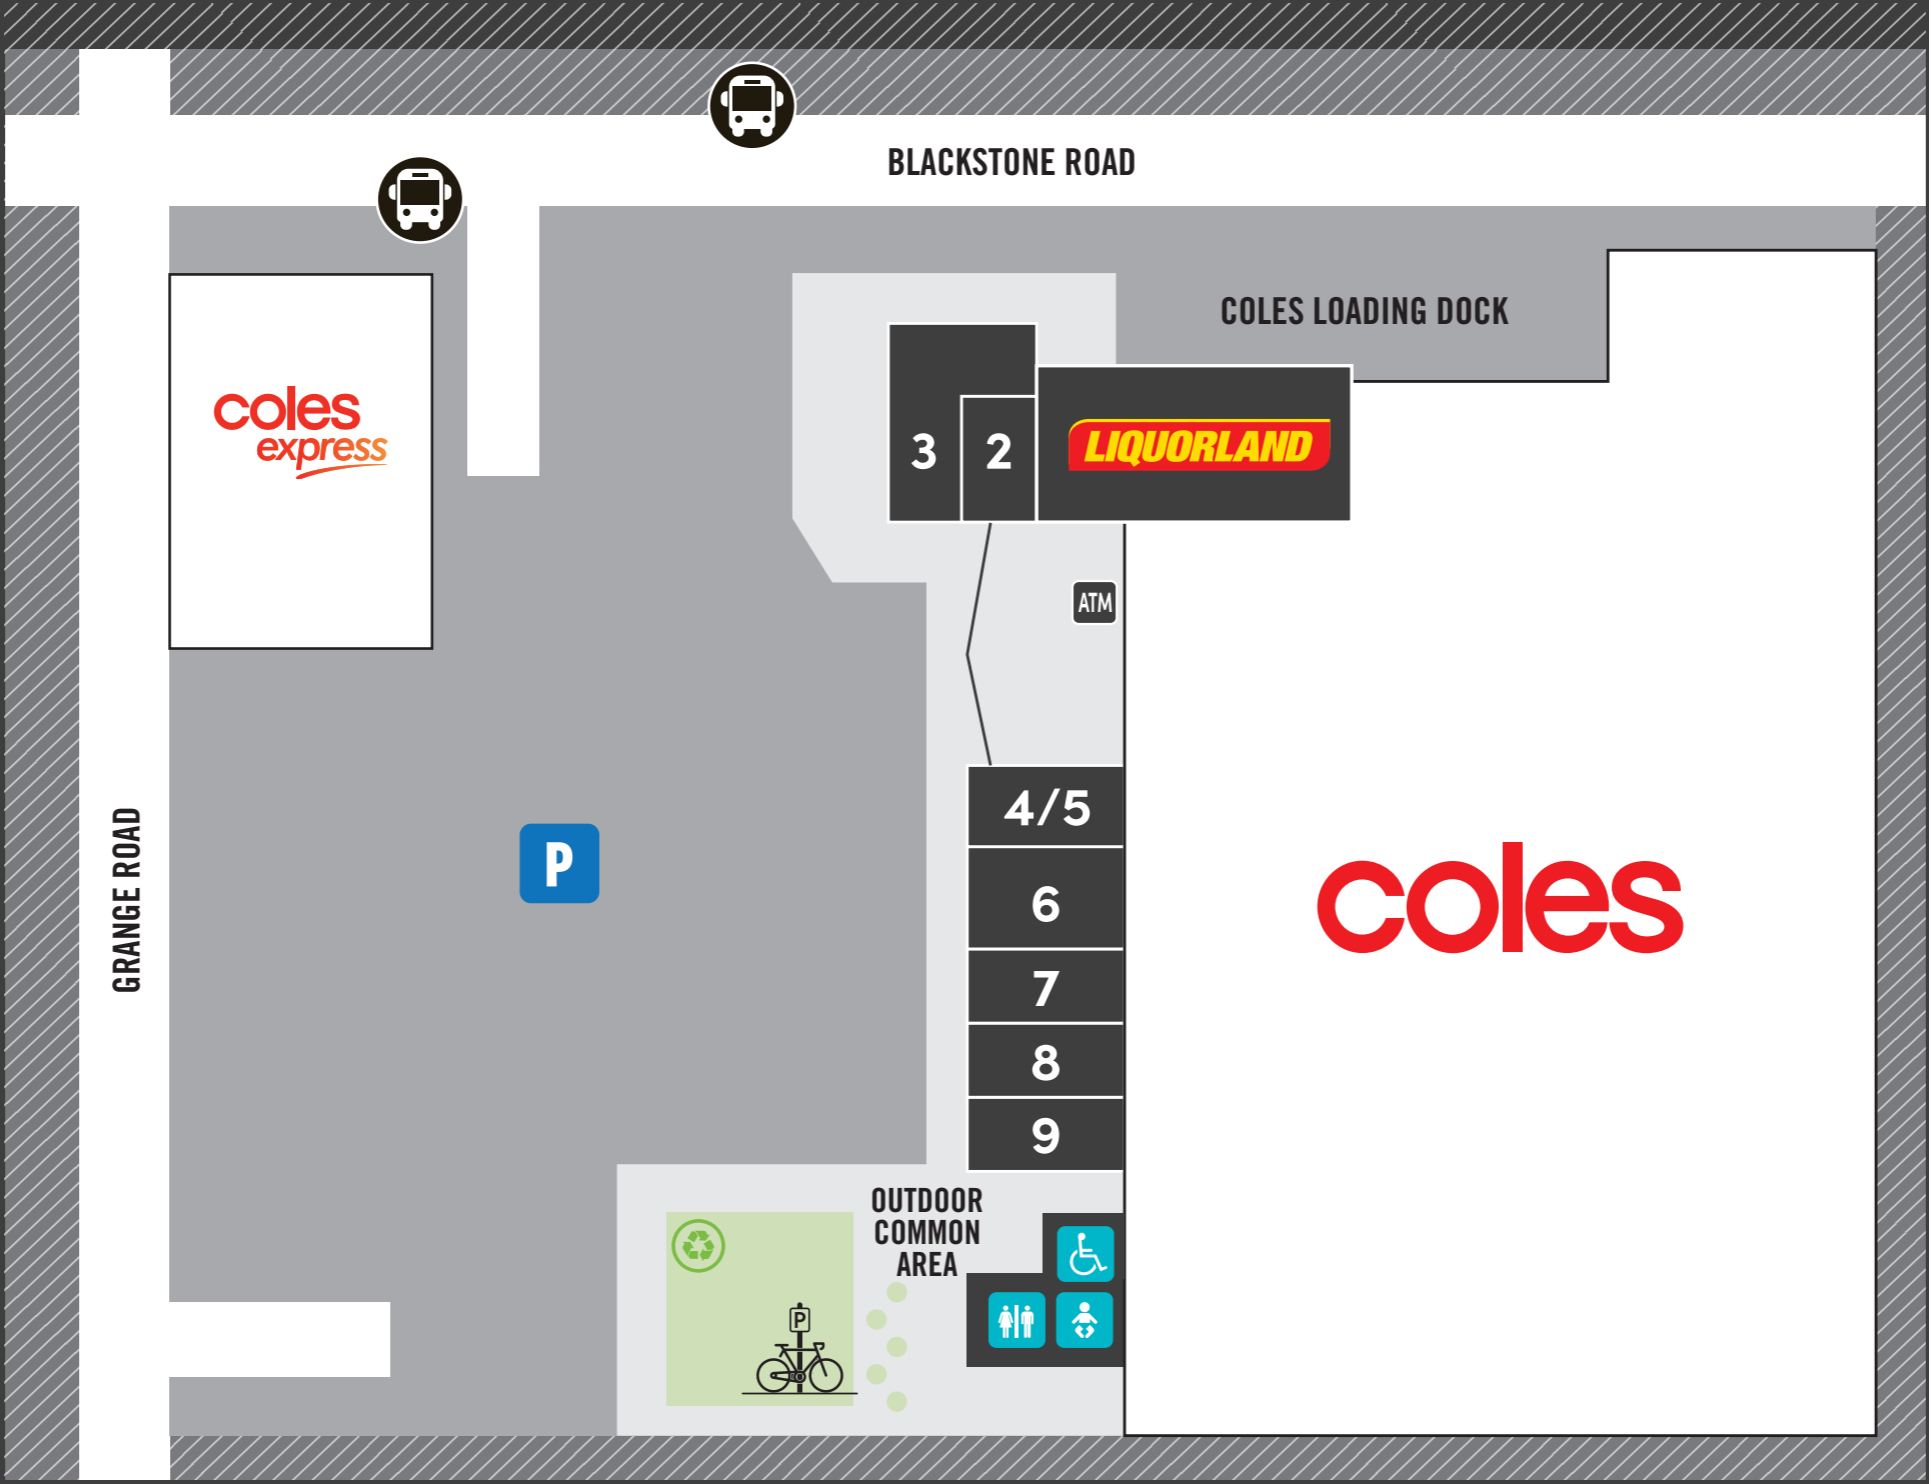 BLACKSTONE ROAD
COLES LOADING DOCK
coles
express
3
2
LIQUORLAND
ATM
4/5
GRANGE ROAD
P
6
coles
7
8
9
OUTDOOR
COMMON
AREA
P